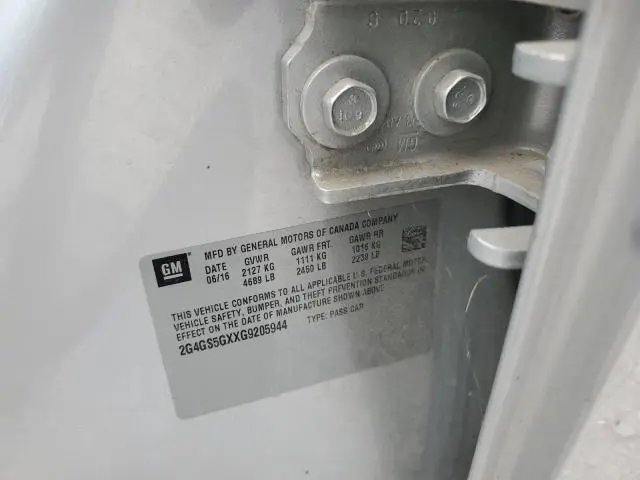 GM
MFD BY GENERAL MOTORS OF CANADA COMPANY
DATE GVWR GAWR FRT. GAWR RR
06/16 2127 KG 1111 KG 1016 KG
4689 LB 2450 LB 2239 LB
THIS VEHICLE CONFORMS TO ALL APPLICABLE U.S. FEDERAL MOTOR
VEHICLE SAFETY, BUMPER, AND THEFT PREVENTION STANDARDS IN
EFFECT ON THE DATE OF MANUFACTURE SHOWN ABOVE.
2G4GS5GXXG9205944 TYPE: PASS CAR
GM